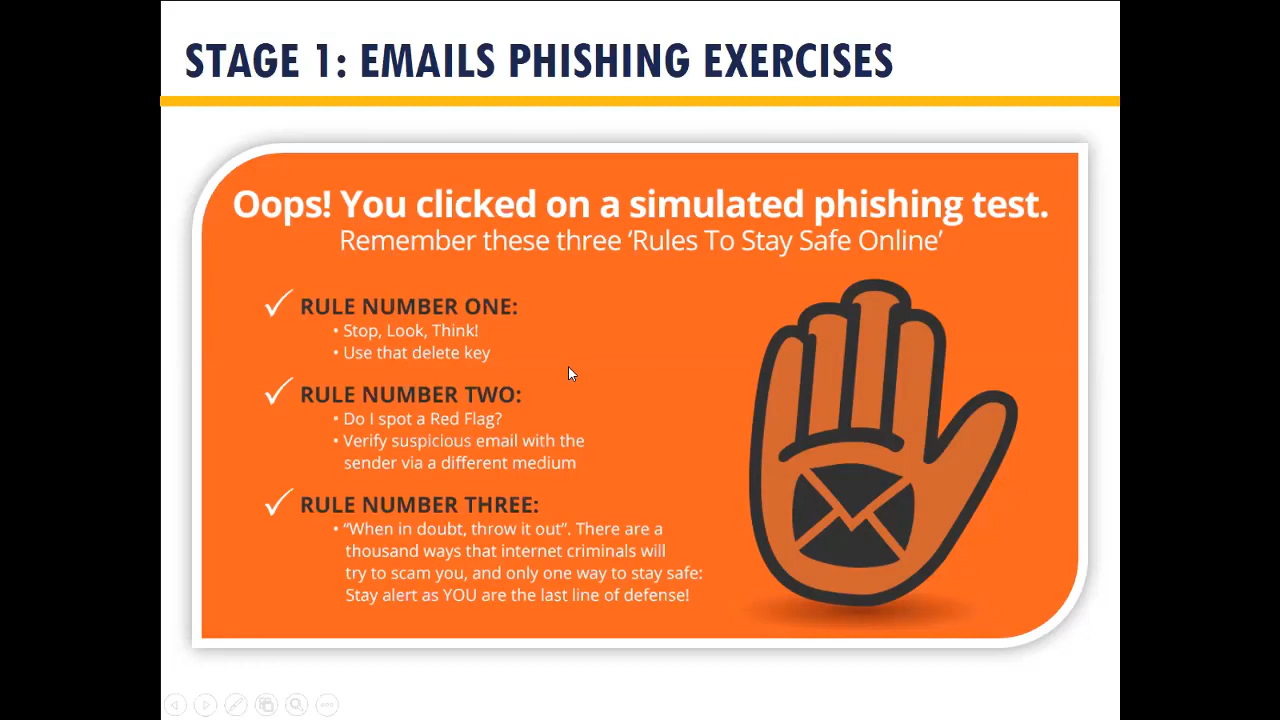 STAGE 1: EMAILS PHISHING EXERCISES
Oops! You clicked on a simulated phishing test.
Remember these three ‘Rules To Stay Safe Online’
RULE NUMBER ONE:
• Stop, Look, Think!
• Use that delete key
RULE NUMBER TWO:
• Do I spot a Red Flag?
• Verify suspicious email with the
sender via a different medium
RULE NUMBER THREE:
• “When in doubt, throw it out”. There are a
thousand ways that internet criminals will
try to scam you, and only one way to stay safe:
Stay alert as YOU are the last line of defense!